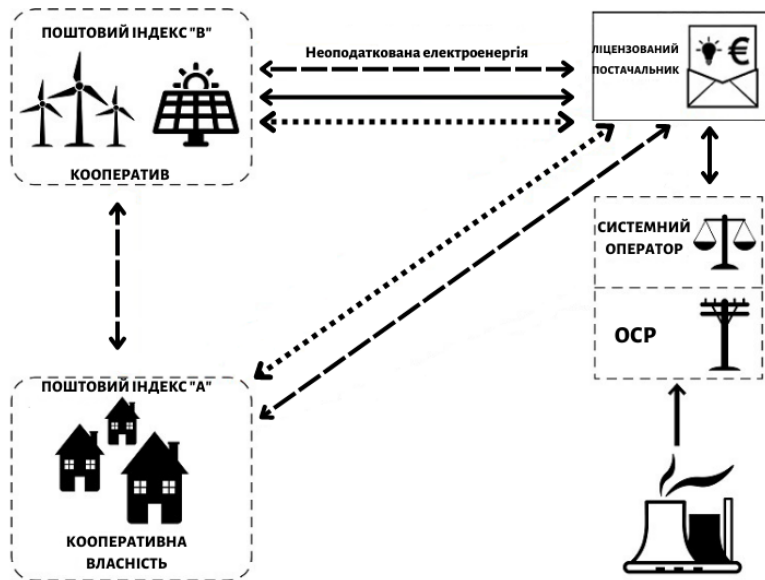 ПОШТОВИЙ ІНДЕКС "В"
КООПЕРАТИВ
Неоподаткована електроенергія
ЛІЦЕНЗОВАНИЙ
ПОСТАЧАЛЬНИК
€
СИСТЕМНИЙ
ОПЕРАТОР
ОСР
ПОШТОВИЙ ІНДЕКС "А"
КООПЕРАТИВНА
ВЛАСНІСТЬ